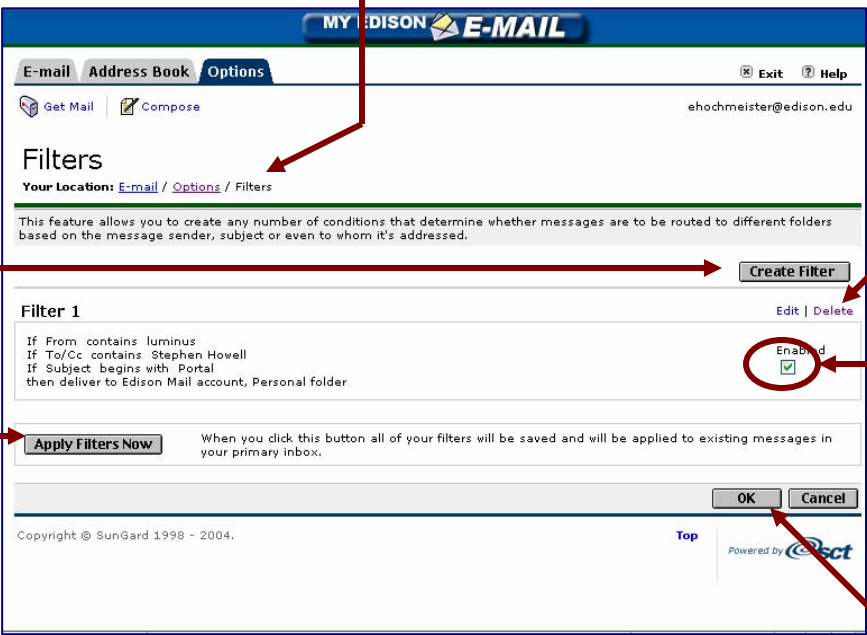 MY EDISON E-MAIL
E-mail Address Book Options
Exit ? Help
Get Mail Compose
ehochmeister@edison.edu
Filters
Your Location: E-mail / Options / Filters
This feature allows you to create any number of conditions that determine whether messages are to be routed to different folders
based on the message sender, subject or even to whom it's addressed.
Create Filter
Filter 1
Edit | Delete
If From contains luminus
If To/Cc contains Stephen Howell
If Subject begins with Portal
then deliver to Edison Mail account, Personal folder
Enabled
Apply Filters Now
When you click this button all of your filters will be saved and will be applied to existing messages in
your primary inbox.
OK Cancel
Copyright © SunGard 1998 - 2004.
Top
Powered by sct